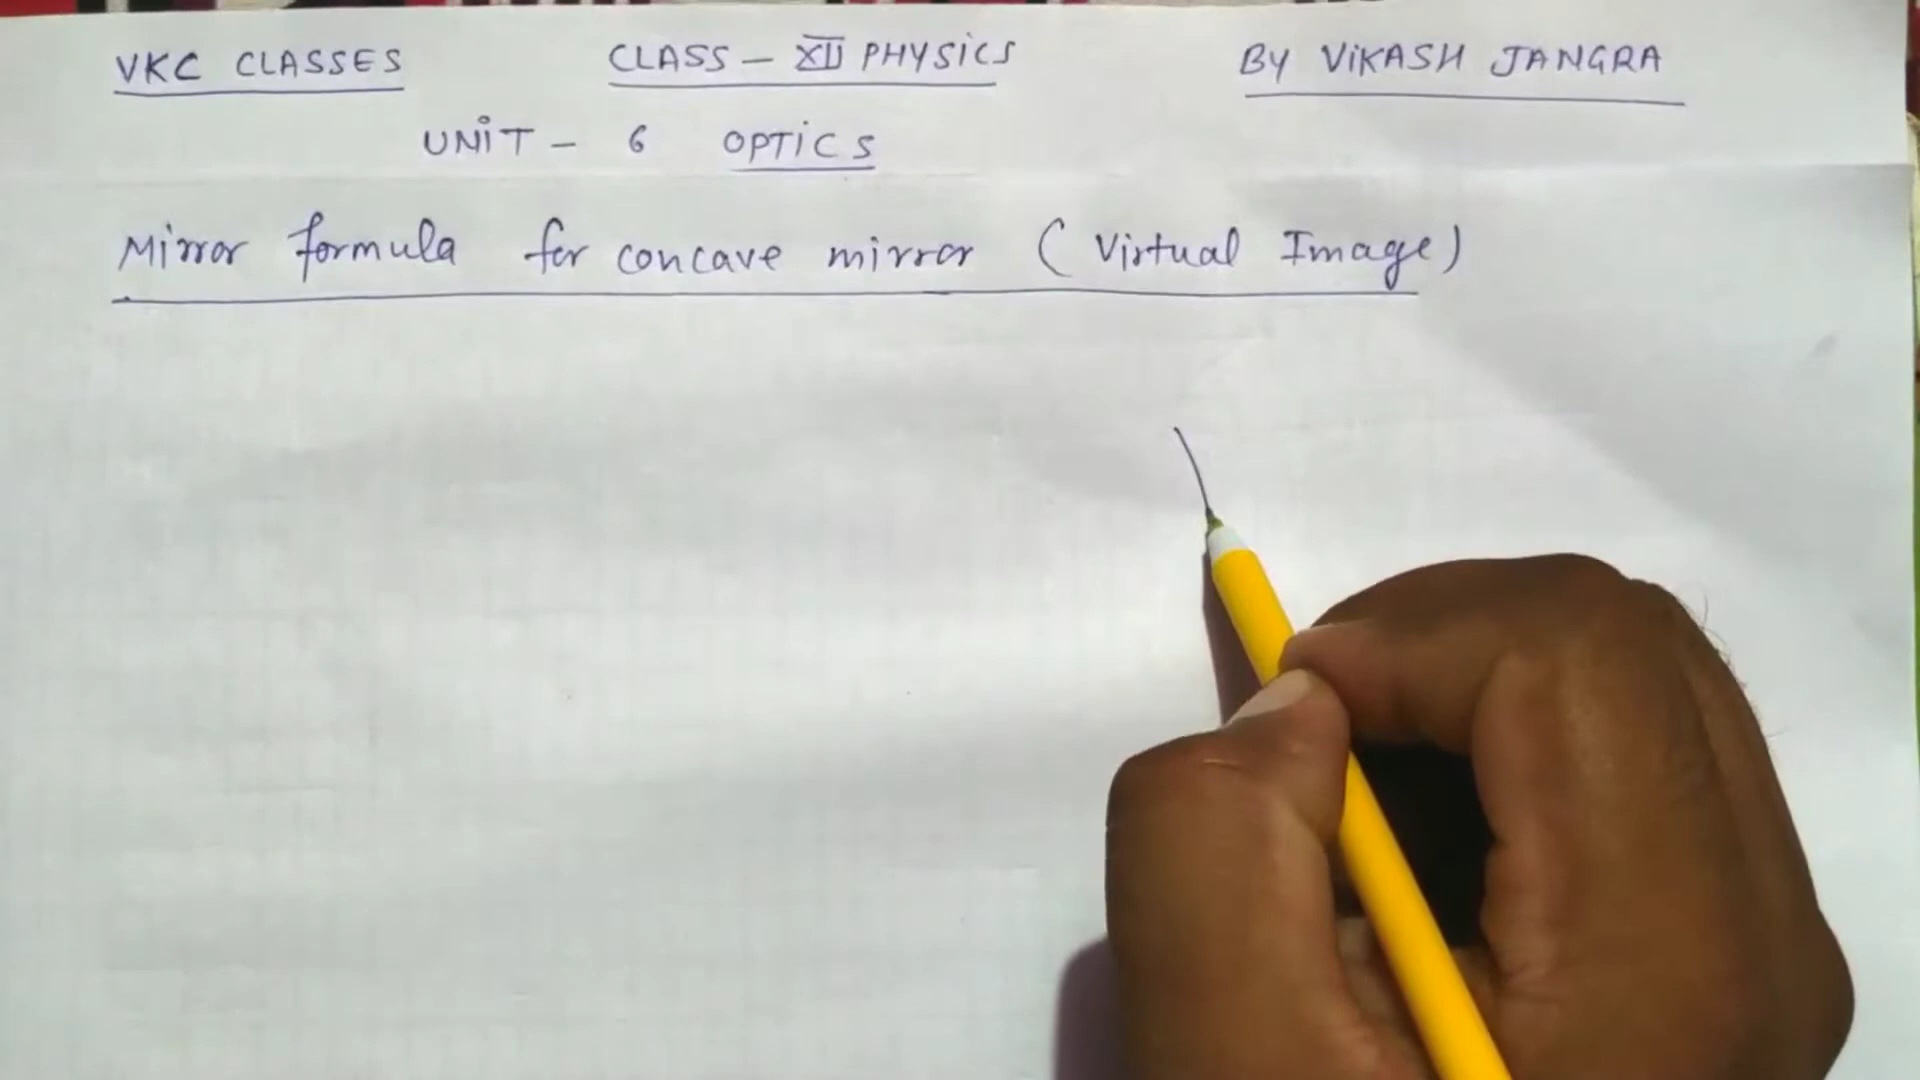 VKC CLASSES CLASS - XII PHYSICS BY VIKASH JANGRA
UNIT - 6 OPTICS
Mirror formula for concave mirror (Virtual Image)